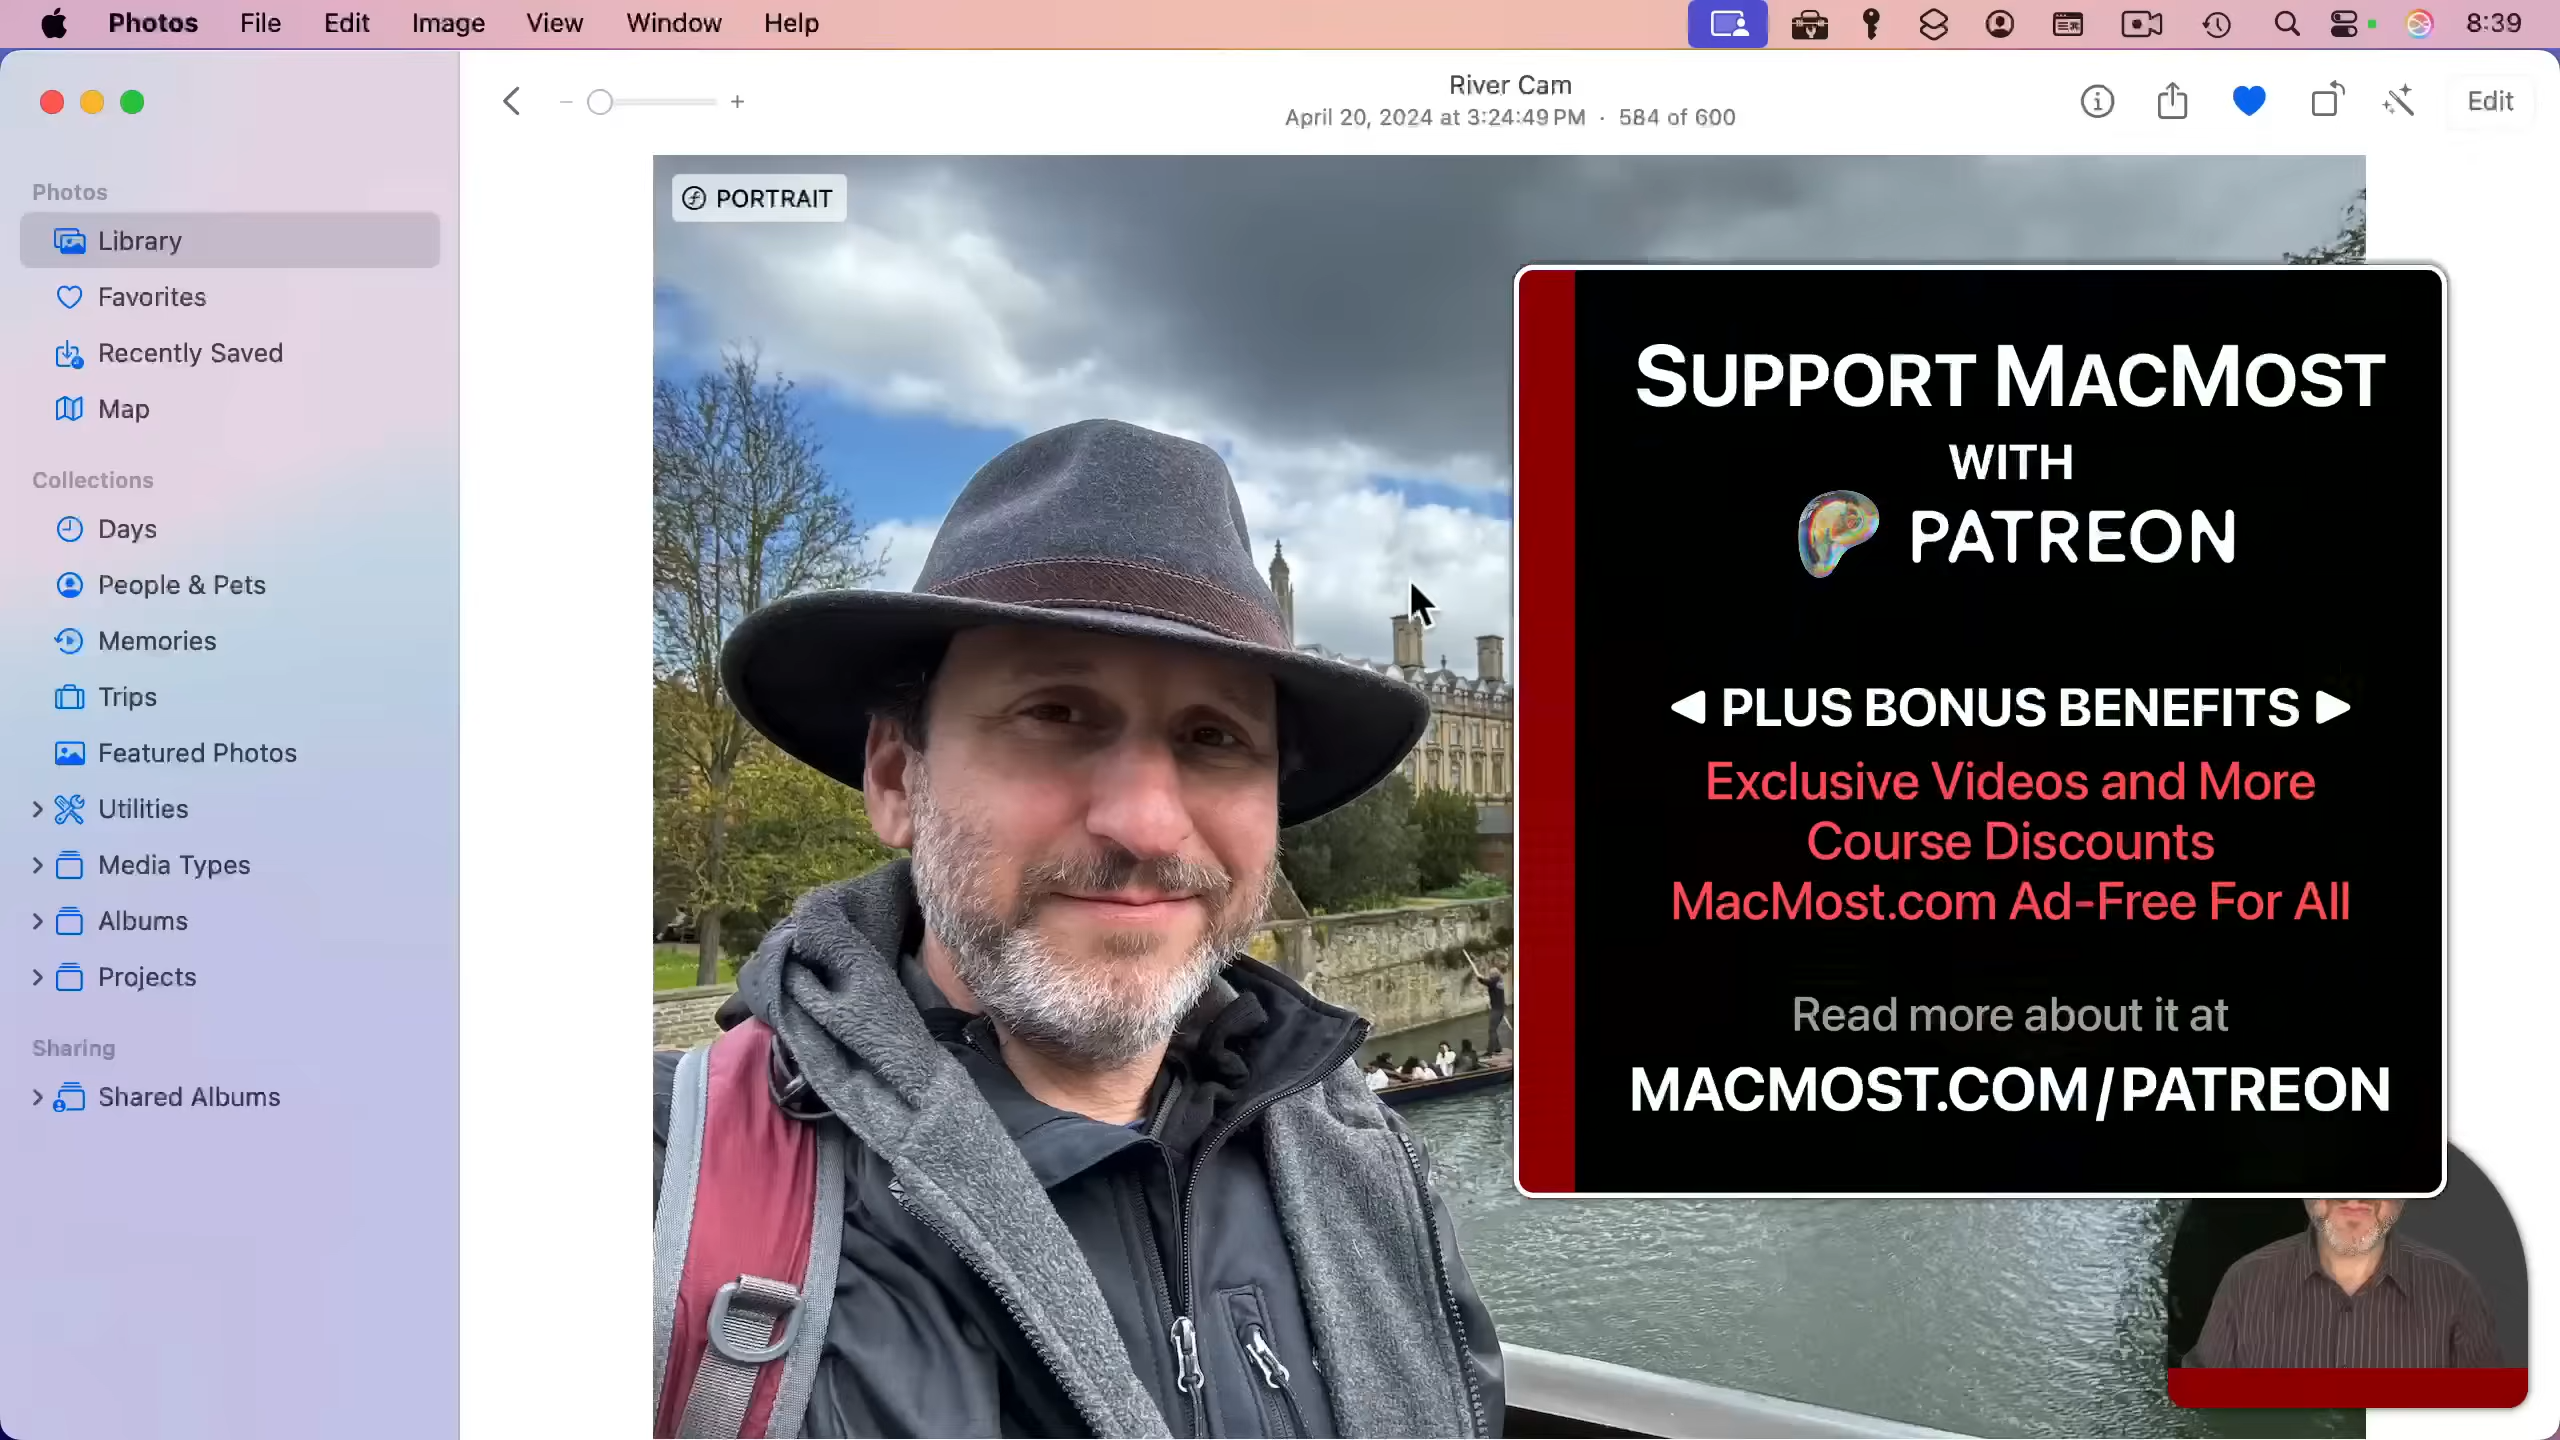 Photos File Edit Image View Window Help 8:39
River Cam
April 20, 2024 at 3:24:49 PM · 584 of 600
Edit
Photos
Library
Favorites
Recently Saved
Map
Collections
Days
People & Pets
Memories
Trips
Featured Photos
Utilities
Media Types
Albums
Projects
Sharing
Shared Albums
PORTRAIT
SUPPORT MACMOST
WITH
PATREON
PLUS BONUS BENEFITS
Exclusive Videos and More
Course Discounts
MacMost.com Ad-Free For All
Read more about it at
MACMOST.COM/PATREON